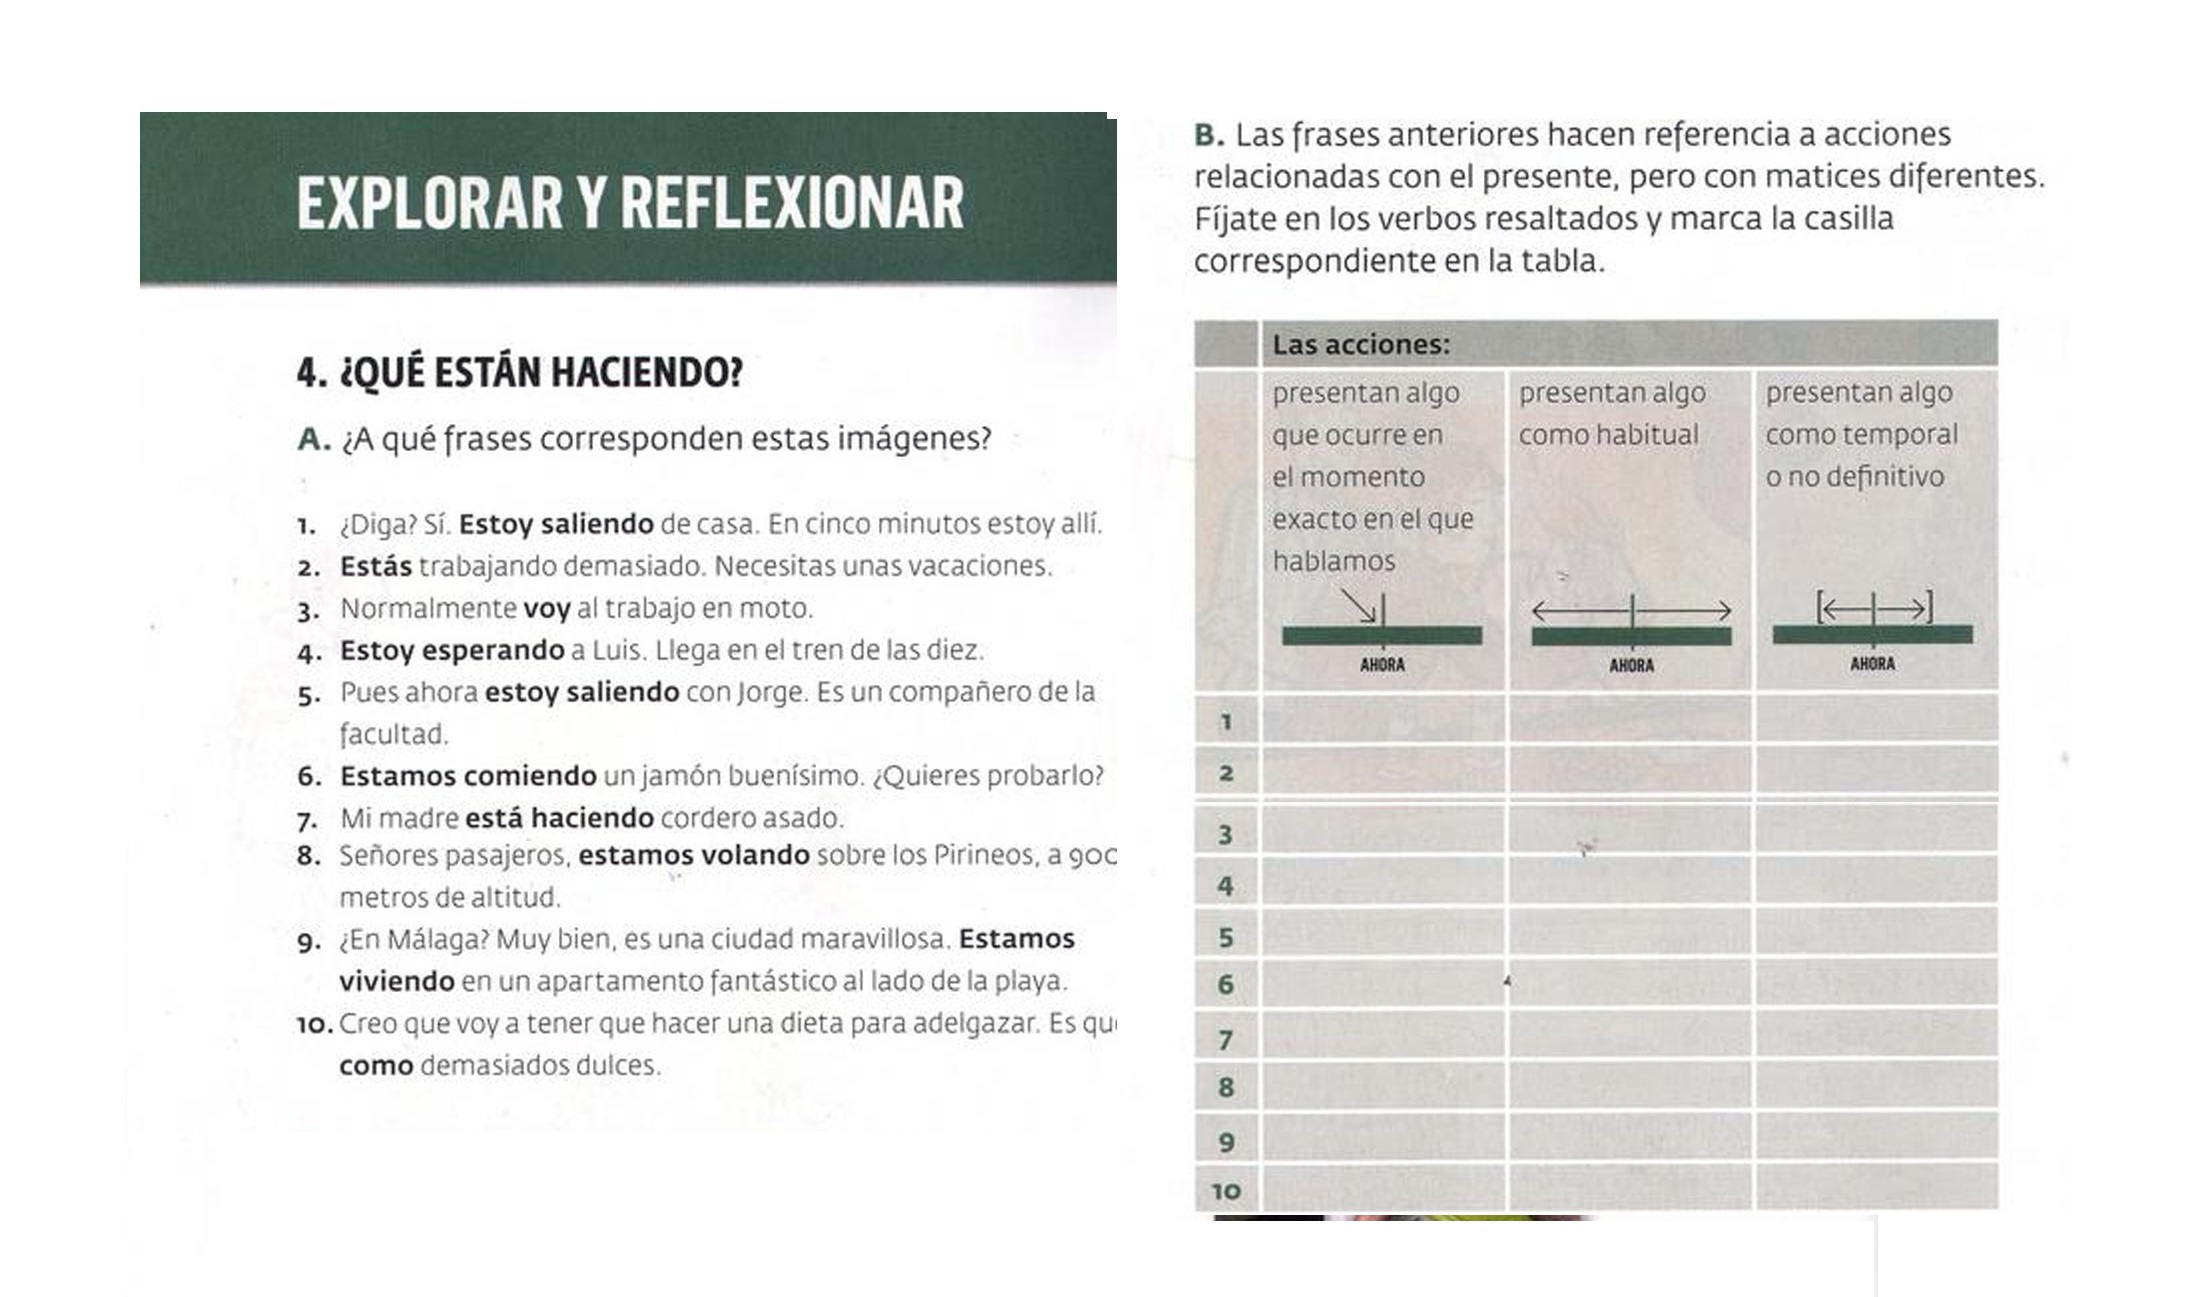 EXPLORAR Y REFLEXIONAR
4. ¿QUÉ ESTÁN HACIENDO?
A. ¿A qué frases corresponden estas imágenes?
1. ¿Diga? Sí. Estoy saliendo de casa. En cinco minutos estoy allí.
2. Estás trabajando demasiado. Necesitas unas vacaciones.
3. Normalmente voy al trabajo en moto.
4. Estoy esperando a Luis. Llega en el tren de las diez.
5. Pues ahora estoy saliendo con Jorge. Es un compañero de la
facultad.
6. Estamos comiendo un jamón buenísimo. ¿Quieres probarlo?
7. Mi madre está haciendo cordero asado.
8. Señores pasajeros, estamos volando sobre los Pirineos, a
metros de altitud.
9. ¿En Málaga? Muy bien, es una ciudad maravillosa. Estamos
viviendo en un apartamento fantástico al lado de la playa.
10. Creo que voy a tener que hacer una dieta para adelgazar. Es
como demasiados dulces.
B. Las frases anteriores hacen referencia a acciones
relacionadas con el presente, pero con matices diferentes.
Fíjate en los verbos resaltados y marca la casilla
correspondiente en la tabla.
Las acciones:
presentan algo
que ocurre en
el momento
exacto en el que
hablamos
AHORA
presentan algo
como habitual
AHORA
presentan algo
como temporal
o no definitivo
AHORA
1
2
3
4
5
6
7
8
9
10